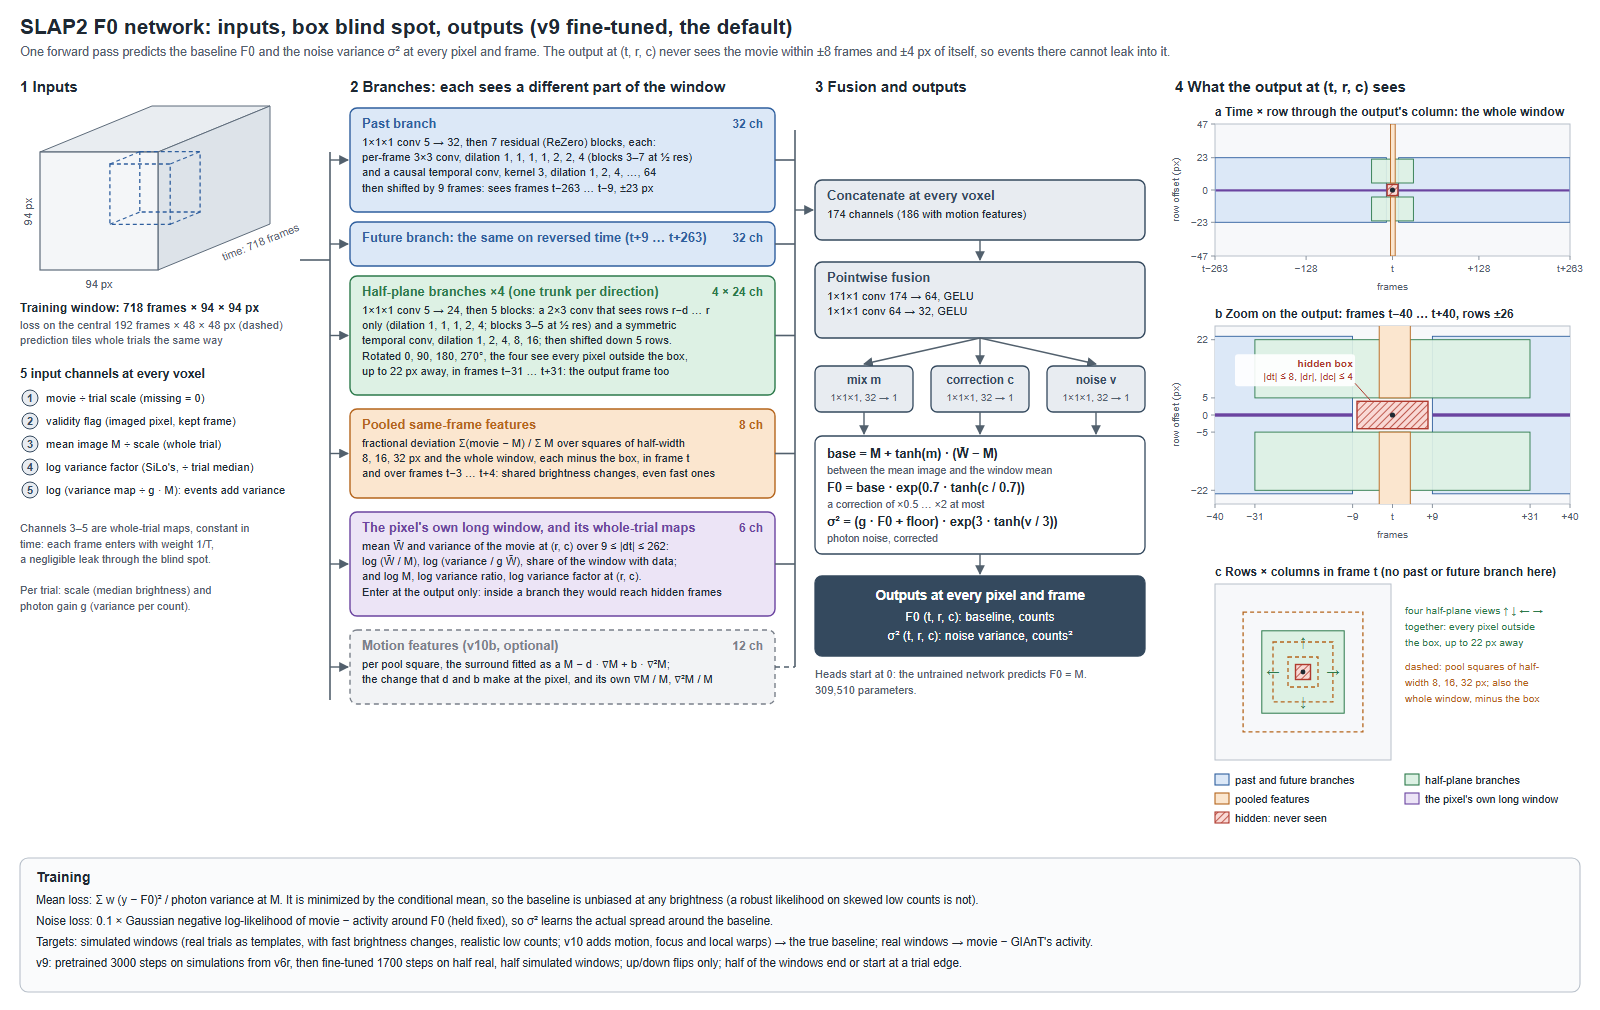 SLAP2 F0 network: inputs, box blind spot, outputs (v9 fine-tuned, the default)
One forward pass predicts the baseline F0 and the noise variance σ² at every pixel and frame. The output at (t, r, c) never sees the movie within ±8 frames and ±4 px of itself, so events there cannot leak into it.
1 Inputs
94 px
94 px
time: 718 frames
Training window: 718 frames × 94 × 94 px
loss on the central 192 frames × 48 × 48 px (dashed)
prediction tiles whole trials the same way
5 input channels at every voxel
1 movie ÷ trial scale (missing = 0)
2 validity flag (imaged pixel, kept frame)
3 mean image M ÷ scale (whole trial)
4 log variance factor (SiLo's, ÷ trial median)
5 log (variance map ÷ g · M): events add variance
Channels 3–5 are whole-trial maps, constant in
time: each frame enters with weight 1/T,
a negligible leak through the blind spot.
Per trial: scale (median brightness) and
photon gain g (variance per count).
2 Branches: each sees a different part of the window
Past branch 32 ch
1×1×1 conv 5 → 32, then 7 residual (ReZero) blocks, each:
per-frame 3×3 conv, dilation 1, 1, 1, 1, 2, 2, 4 (blocks 3–7 at ½ res)
and a causal temporal conv, kernel 3, dilation 1, 2, 4, …, 64
then shifted by 9 frames: sees frames t−263 … t−9, ±23 px
Future branch: the same on reversed time (t+9 … t+263) 32 ch
Half-plane branches ×4 (one trunk per direction) 4 × 24 ch
1×1×1 conv 5 → 24, then 5 blocks: a 2×3 conv that sees rows r−d … r
only (dilation 1, 1, 1, 2, 4; blocks 3–5 at ½ res) and a symmetric
temporal conv, dilation 1, 2, 4, 8, 16; then shifted down 5 rows.
Rotated 0, 90, 180, 270°, the four see every pixel outside the box,
up to 22 px away, in frames t−31 … t+31: the output frame too
Pooled same-frame features 8 ch
fractional deviation Σ(movie − M) / Σ M over squares of half-width
8, 16, 32 px and the whole window, each minus the box, in frame t
and over frames t−3 … t+4: shared brightness changes, even fast ones
The pixel's own long window, and its whole-trial maps 6 ch
mean W̄ and variance of the movie at (r, c) over 9 ≤ |dt| ≤ 262:
log (W̄ / M), log (variance / g W̄), share of the window with data;
and log M, log variance ratio, log variance factor at (r, c).
Enter at the output only: inside a branch they would reach hidden frames
Motion features (v10b, optional) 12 ch
per pool square, the surround fitted as a M − d · ∇M + b · ∇²M;
the change that d and b make at the pixel, and its own ∇M / M, ∇²M / M
3 Fusion and outputs
Concatenate at every voxel
174 channels (186 with motion features)
Pointwise fusion
1×1×1 conv 174 → 64, GELU
1×1×1 conv 64 → 32, GELU
mix m
1×1×1, 32 → 1
correction c
1×1×1, 32 → 1
noise v
1×1×1, 32 → 1
base = M + tanh(m) · (W̄ − M)
between the mean image and the window mean
F0 = base · exp(0.7 · tanh(c / 0.7))
a correction of ×0.5 … ×2 at most
σ² = (g · F0 + floor) · exp(3 · tanh(v / 3))
photon noise, corrected
Outputs at every pixel and frame
F0 (t, r, c): baseline, counts
σ² (t, r, c): noise variance, counts²
Heads start at 0: the untrained network predicts F0 = M.
309,510 parameters.
4 What the output at (t, r, c) sees
a Time × row through the output's column: the whole window
row offset (px)
47
23
0
−23
−47
t−263
−128
t
+128
t+263
frames
b Zoom on the output: frames t−40 … t+40, rows ±26
row offset (px)
22
5
0
−5
−22
hidden box
|dt| ≤ 8, |dr|, |dc| ≤ 4
−40
−31
−9
t
+9
+31
+40
frames
c Rows × columns in frame t (no past or future branch here)
↑
←
→
↓
four half-plane views ↑ ↓ ← →
together: every pixel outside
the box, up to 22 px away
dashed: pool squares of half-
width 8, 16, 32 px; also the
whole window, minus the box
past and future branches
half-plane branches
pooled features
the pixel's own long window
hidden: never seen
Training
Mean loss: Σ w (y − F0)² / photon variance at M. It is minimized by the conditional mean, so the baseline is unbiased at any brightness (a robust likelihood on skewed low counts is not).
Noise loss: 0.1 × Gaussian negative log-likelihood of movie − activity around F0 (held fixed), so σ² learns the actual spread around the baseline.
Targets: simulated windows (real trials as templates, with fast brightness changes, realistic low counts; v10 adds motion, focus and local warps) → the true baseline; real windows → movie − GlAnT's activity.
v9: pretrained 3000 steps on simulations from v6r, then fine-tuned 1700 steps on half real, half simulated windows; up/down flips only; half of the windows end or start at a trial edge.